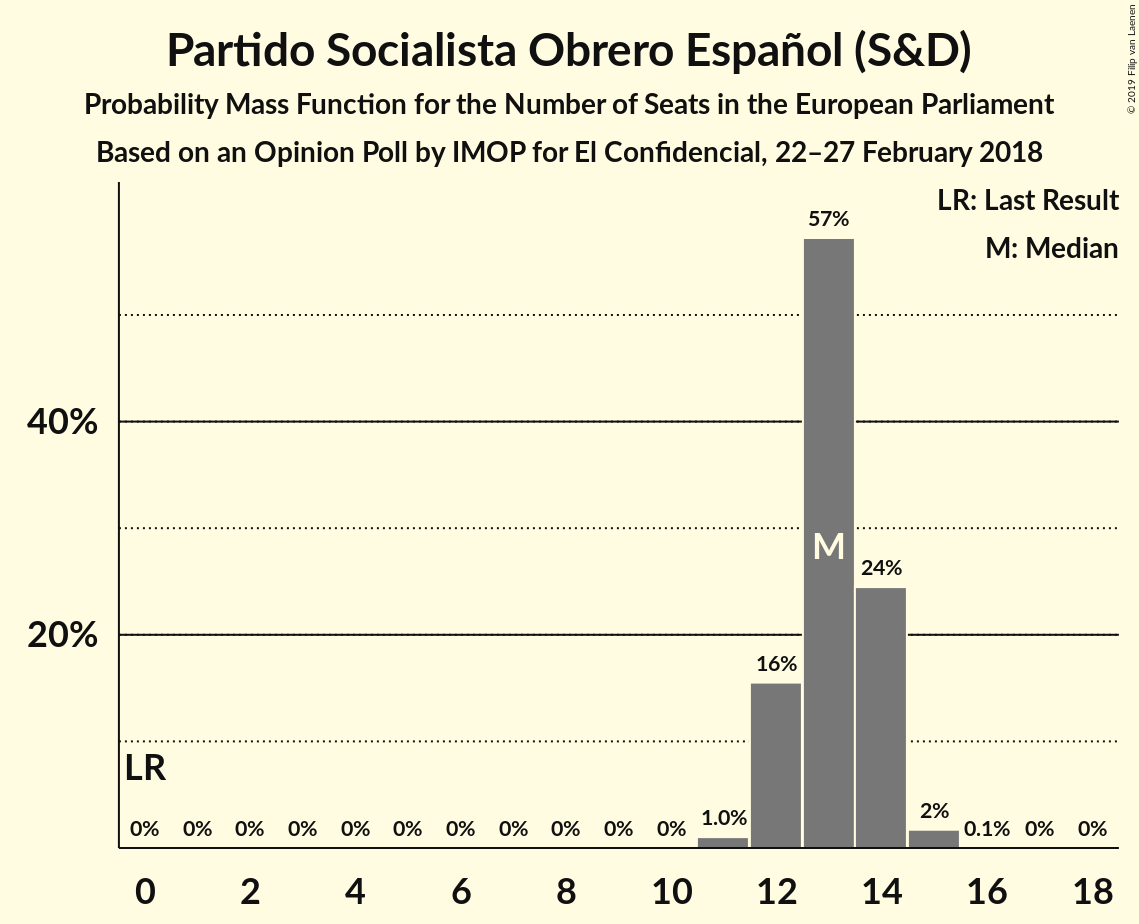 Partido Socialista Obrero Español (S&D)
Probability Mass Function for the Number of Seats in the European Parliament
Based on an Opinion Poll by IMOP for El Confidencial, 22–27 February 2018
© 2019 Filip van Laenen
LR: Last Result
M: Median
57%
40%
M
24%
20%
16%
LR
0% 0% 0% 0% 0% 0% 0% 0% 0% 0% 0% 1.0% 2% 0.1% 0% 0%
0 2 4 6 8 10 12 14 16 18